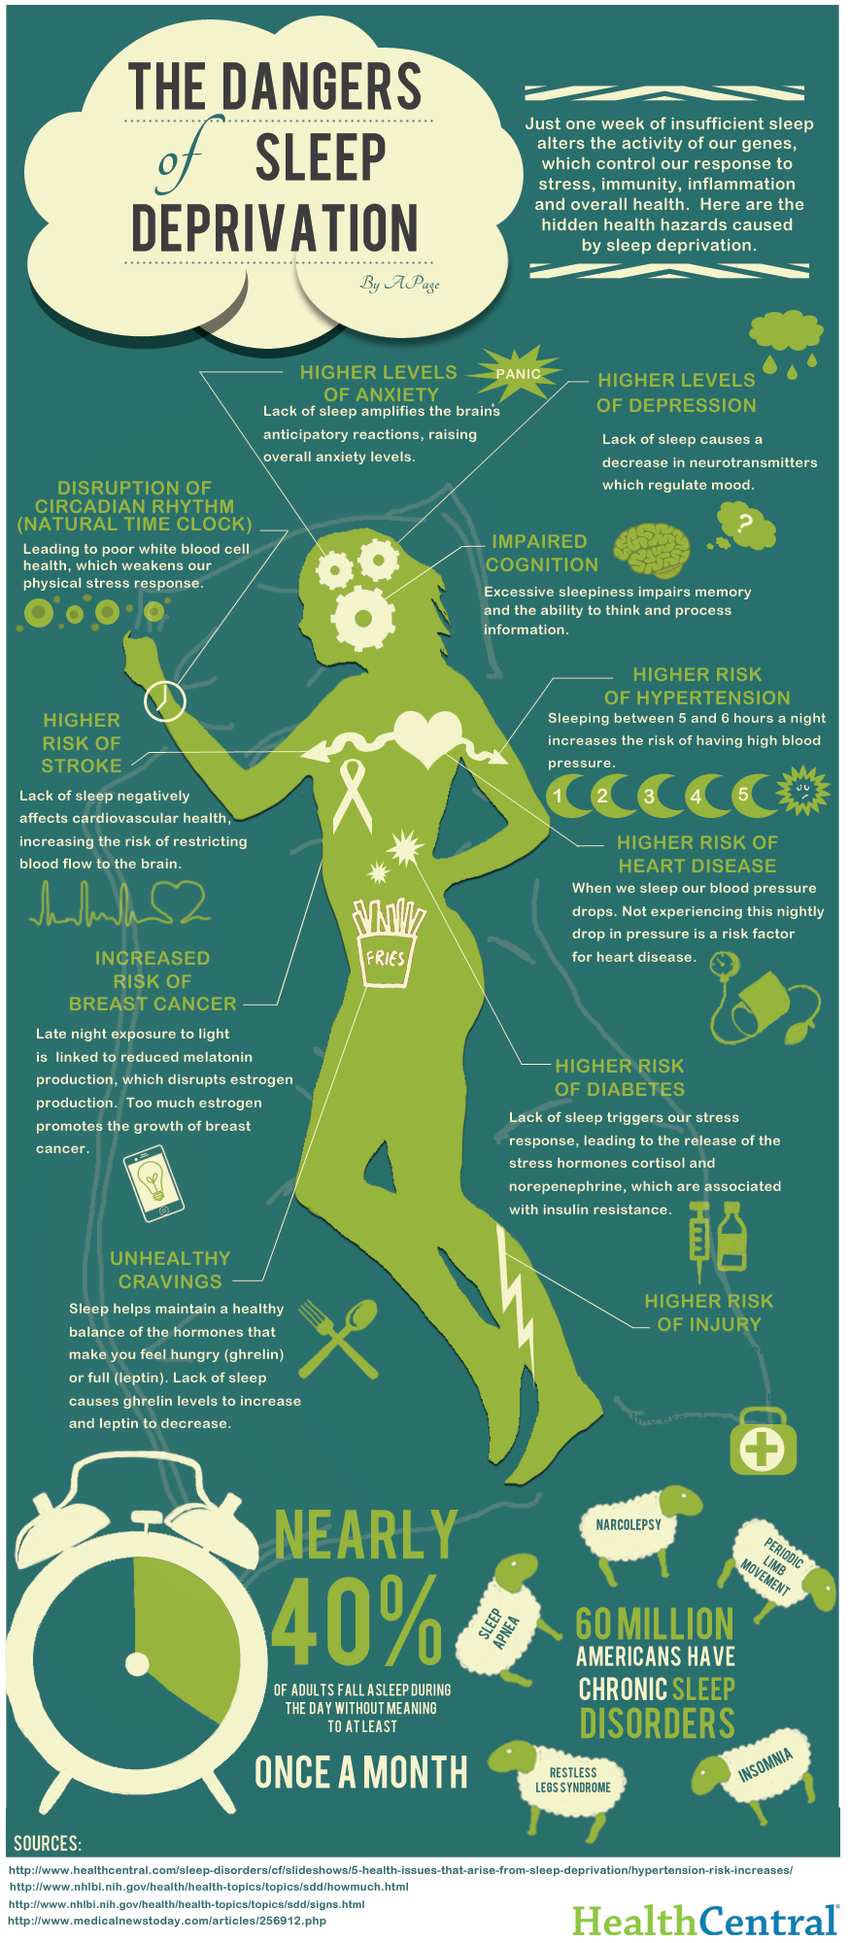 THE DANGERS
of SLEEP
DEPRIVATION
By A Page
Just one week of insufficient sleep
alters the activity of our genes,
which control our response to
stress, immunity, inflammation
and overall health. Here are the
hidden health hazards caused
by sleep deprivation.
HIGHER LEVELS
OF ANXIETY
PANIC
Lack of sleep amplifies the brain's
anticipatory reactions, raising
overall anxiety levels.
HIGHER LEVELS
OF DEPRESSION
Lack of sleep causes a
decrease in neurotransmitters
which regulate mood.
DISRUPTION OF
CIRCADIAN RHYTHM
(NATURAL TIME CLOCK)
Leading to poor white blood cell
health, which weakens our
physical stress response.
IMPAIRED
COGNITION
?
Excessive sleepiness impairs memory
and the ability to think and process
information.
HIGHER RISK
OF HYPERTENSION
Sleeping between 5 and 6 hours a night
increases the risk of having high blood
pressure.
1 2 3 4 5
HIGHER
RISK OF
STROKE
Lack of sleep negatively
affects cardiovascular health,
increasing the risk of restricting
blood flow to the brain.
HIGHER RISK OF
HEART DISEASE
When we sleep our blood pressure
drops. Not experiencing this nightly
drop in pressure is a risk factor
for heart disease.
FRIES
INCREASED
RISK OF
BREAST CANCER
Late night exposure to light
is linked to reduced melatonin
production, which disrupts estrogen
production. Too much estrogen
promotes the growth of breast
cancer.
HIGHER RISK
OF DIABETES
Lack of sleep triggers our stress
response, leading to the release of the
stress hormones cortisol and
norepenephrine, which are associated
with insulin resistance.
UNHEALTHY
CRAVINGS
Sleep helps maintain a healthy
balance of the hormones that
make you feel hungry (ghrelin)
or full (leptin). Lack of sleep
causes ghrelin levels to increase
and leptin to decrease.
HIGHER RISK
OF INJURY
NEARLY
40%
OF ADULTS FALL ASLEEP DURING
THE DAY WITHOUT MEANING
TO AT LEAST
ONCE A MONTH
NARCOLEPSY
PERIODIC
LIMB
MOVEMENT
SLEEP
APNEA
60 MILLION
AMERICANS HAVE
CHRONIC SLEEP
DISORDERS
RESTLESS
LEGS SYNDROME
INSOMNIA
SOURCES:
http://www.healthcentral.com/sleep-disorders/cf/slideshows/5-health-issues-that-arise-from-sleep-deprivation/hypertension-risk-increases/
http://www.nhlbi.nih.gov/health/health-topics/topics/sdd/howmuch.html
http://www.nhlbi.nih.gov/health/health-topics/topics/sdd/signs.html
http://www.medicalnewstoday.com/articles/256912.php
HealthCentral